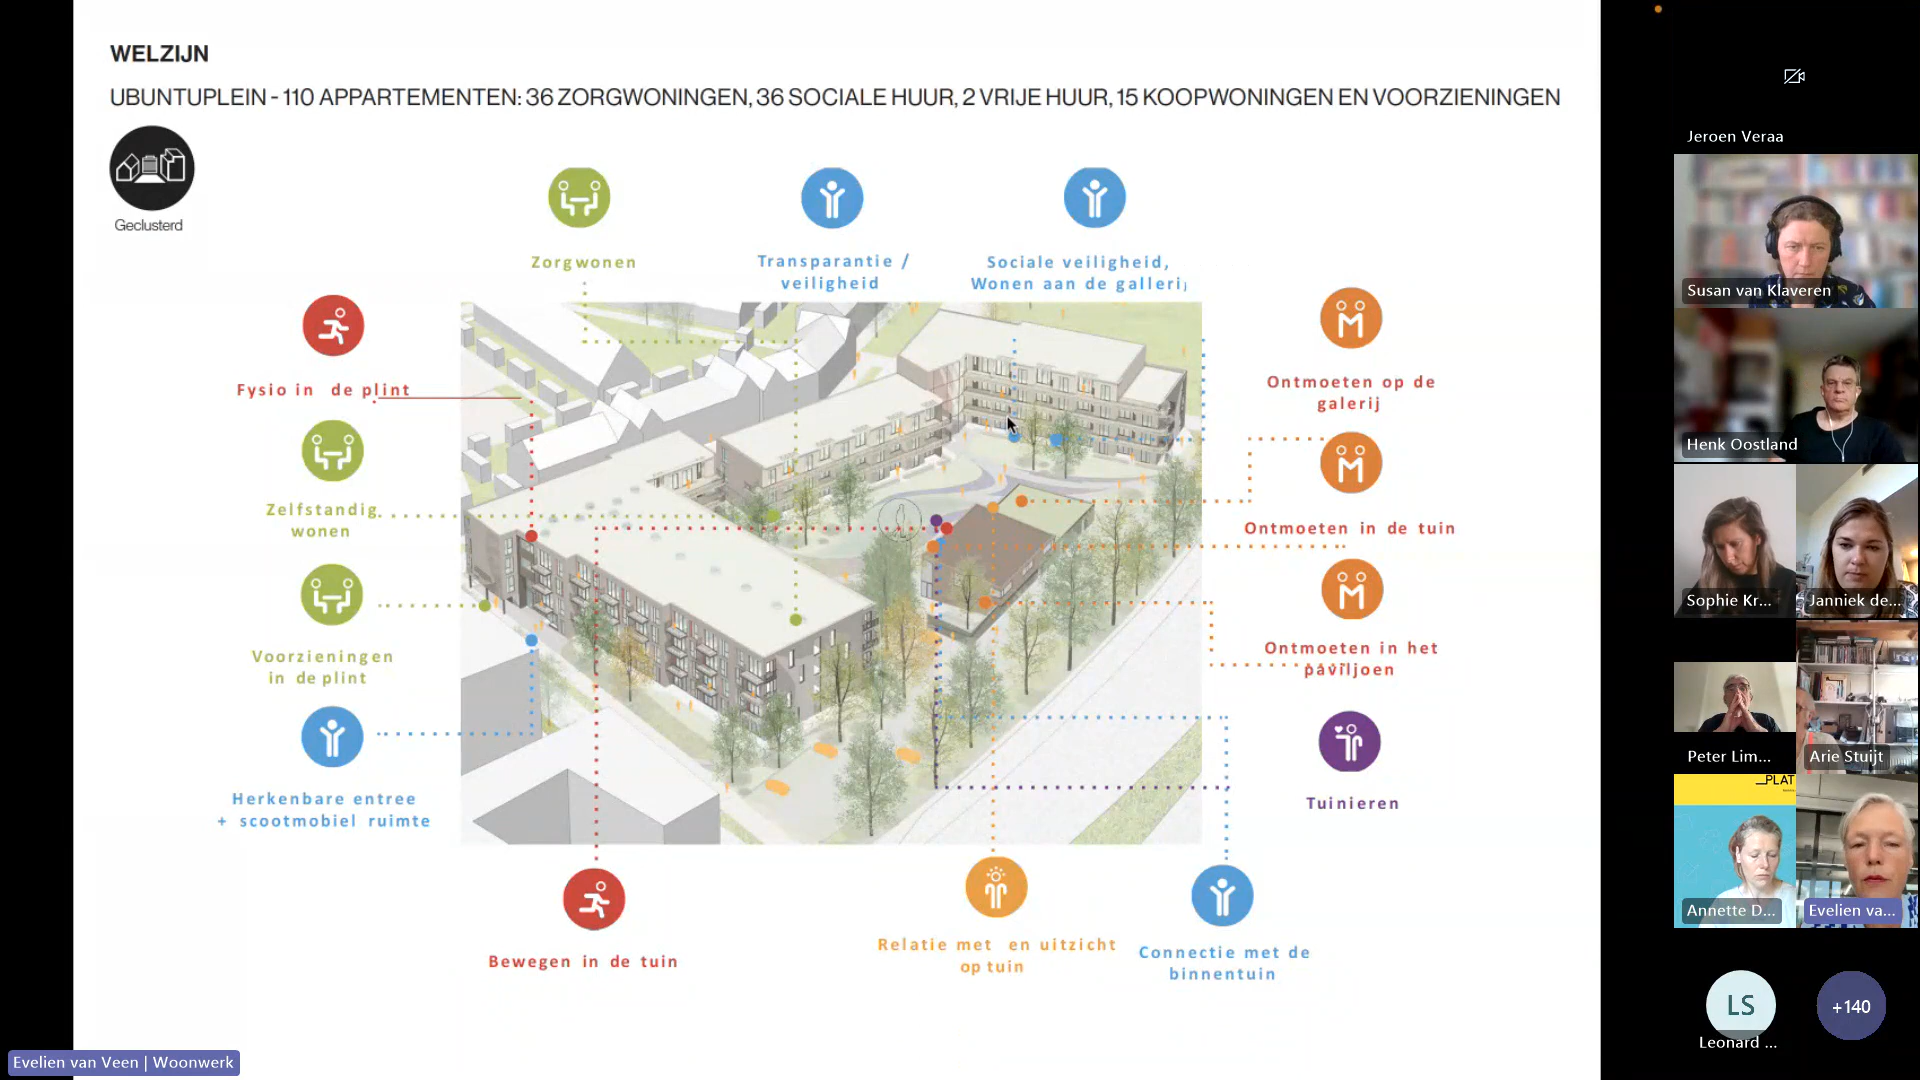 WELZIJN
UBUNTUPLEIN - 110 APPARTEMENTEN: 36 ZORGWONINGEN, 36 SOCIALE HUUR, 2 VRIJE HUUR, 15 KOOPWONINGEN EN VOORZIENINGEN
Geclusterd
Zorgwonen
Transparantie /
veiligheid
Sociale veiligheid,
Wonen aan de gallerij
Fysio in de plint
Zelfstandig
wonen
Voorzieningen
in de plint
Herkenbare entree
+ scootmobiel ruimte
Ontmoeten op de
galerij
Ontmoeten in de tuin
Ontmoeten in het
paviljoen
Tuinieren
Bewegen in de tuin
Relatie met en uitzicht
op tuin
Connectie met de
binnentuin
Evelien van Veen | Woonwerk
Jeroen Veraa
Susan van Klaveren
Henk Oostland
Sophie Kr...
Janniek de...
Peter Lim...
Arie Stuijt
_PLAT
Annette D...
Evelien va...
LS
Leonard ...
+140